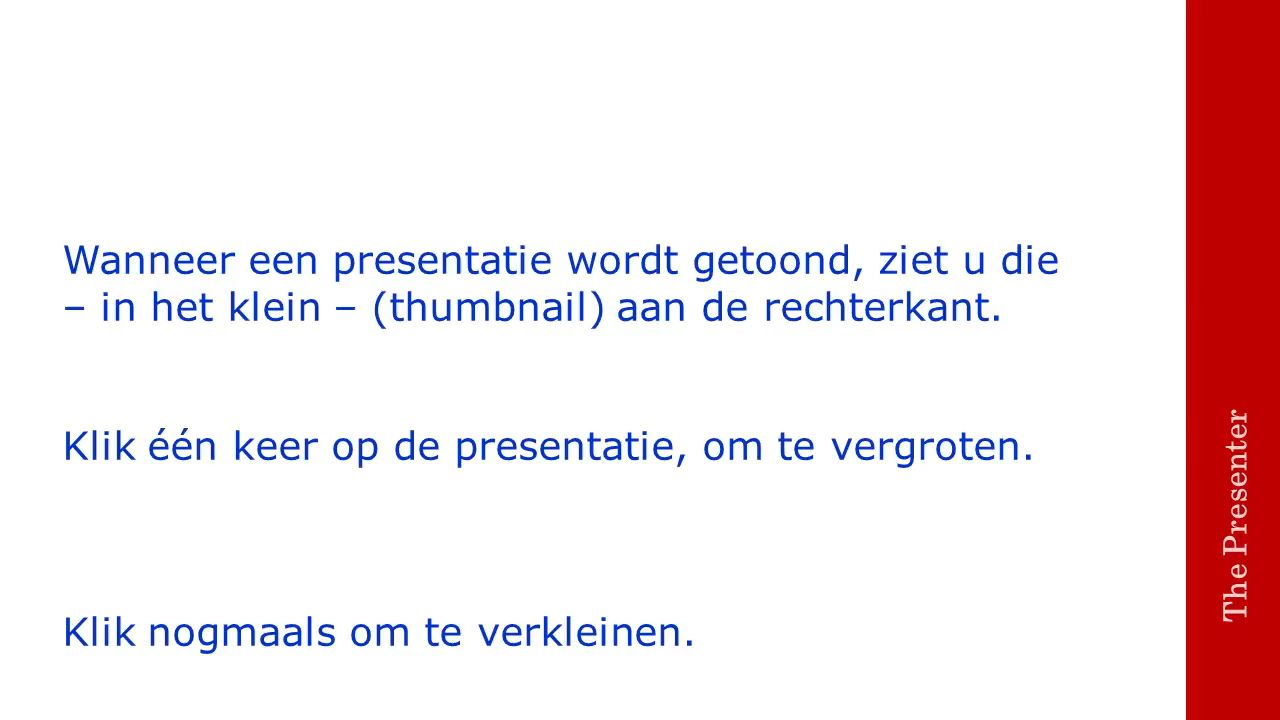 Wanneer een presentatie wordt getoond, ziet u die
– in het klein – (thumbnail) aan de rechterkant.
Klik één keer op de presentatie, om te vergroten.
Klik nogmaals om te verkleinen.
The Presenter